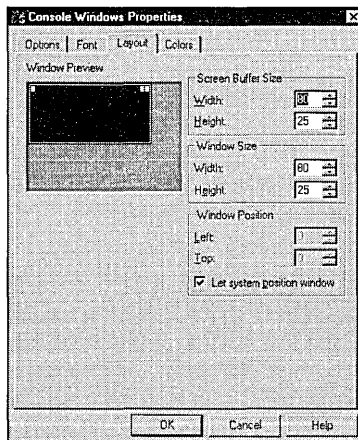 Console Windows Properties
Options Font Layout Colors
Window Preview
Screen Buffer Size
Width: 80
Height: 25
Window Size
Width: 80
Height: 25
Window Position
Left:
Top:
Let system position window
OK Cancel Help